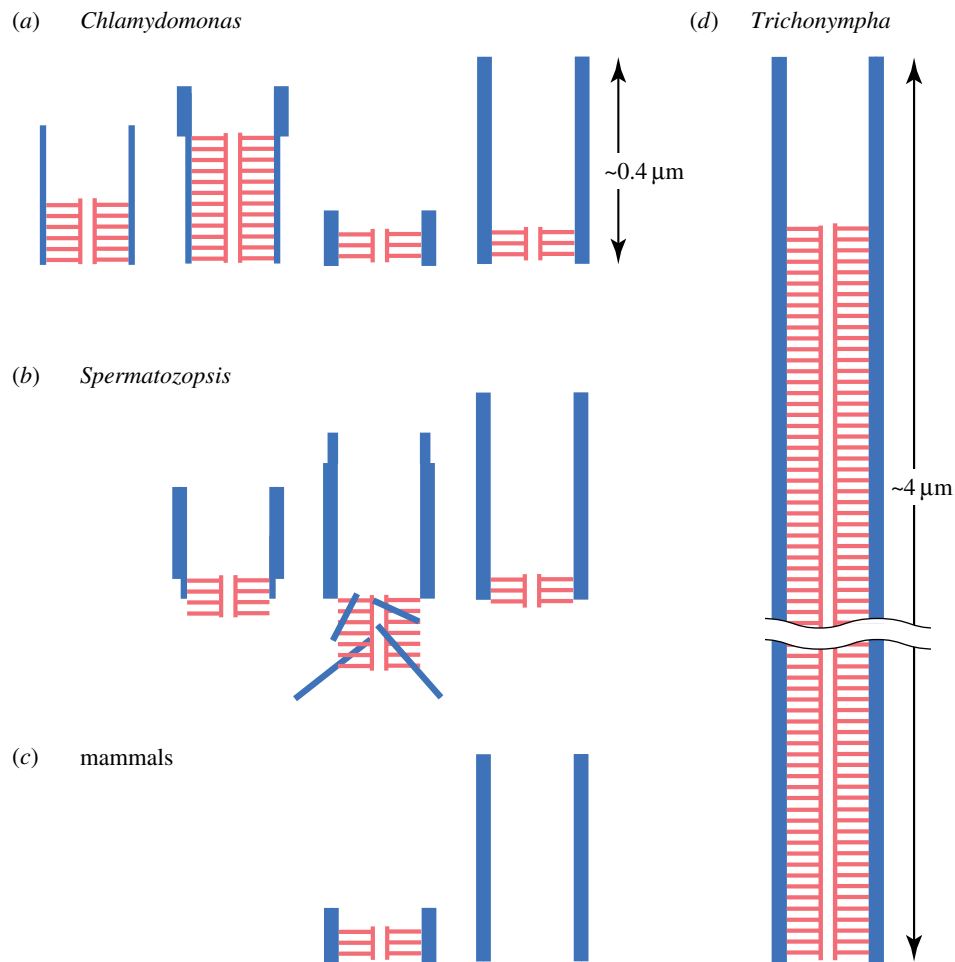 (a) Chlamydomonas
(d) Trichonympha
~0.4 µm
(b) Spermatozopsis
~4 µm
(c) mammals